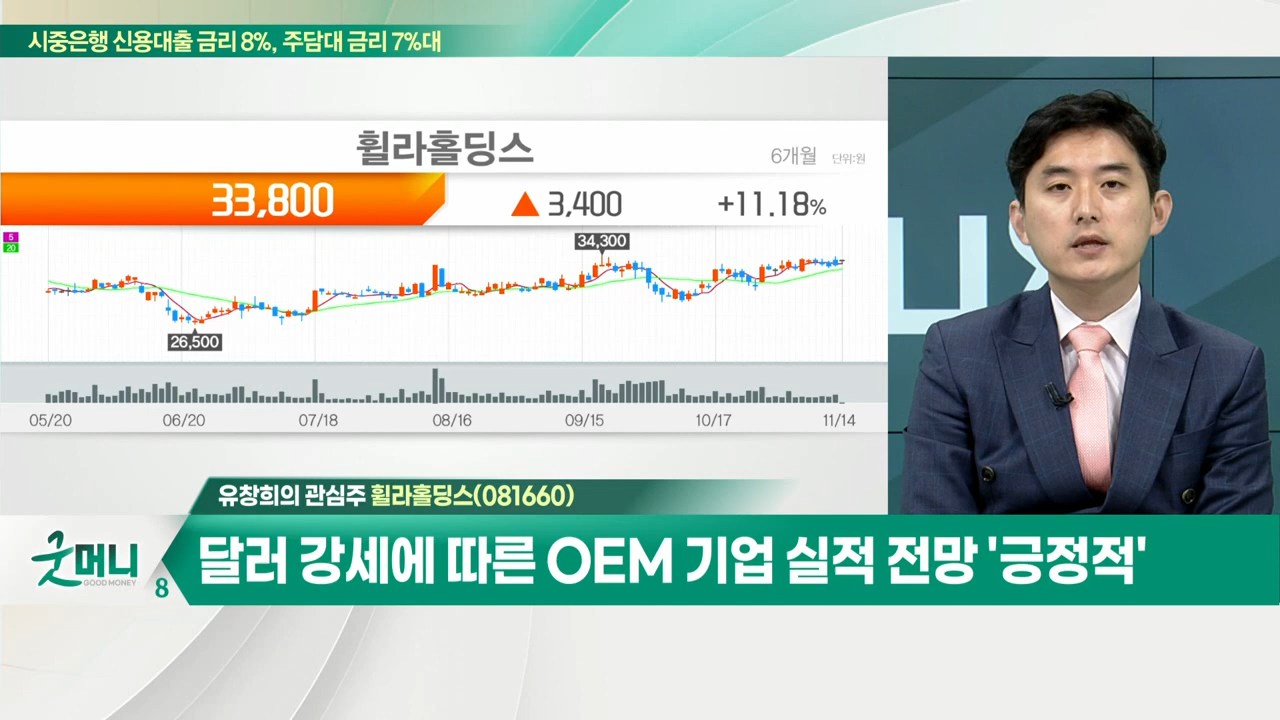 시중은행 신용대출 금리 8%, 주담대 금리 7%대
휠라홀딩스
6개월 단위:원
33,800 ▲ 3,400 +11.18%
5
20
34,300
26,500
05/20 06/20 07/18 08/16 09/15 10/17 11/14
유창희의 관심주 휠라홀딩스(081660)
굿머니 GOOD MONEY 8
달러 강세에 따른 OEM 기업 실적 전망 '긍정적'